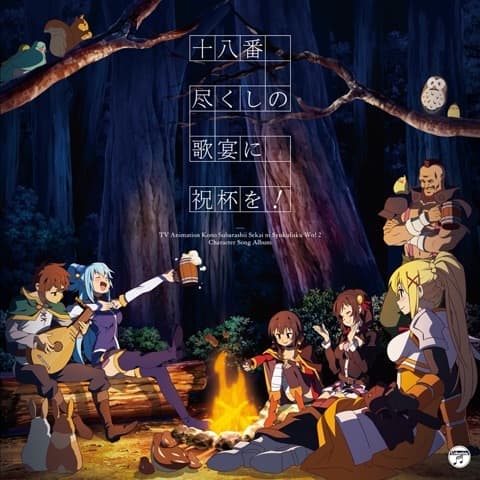 十八番
尽くしの
歌宴に
祝杯を!
TV Animation Kono Subarashii Sekai ni Syukufuku Wo! 2
Character Song Album